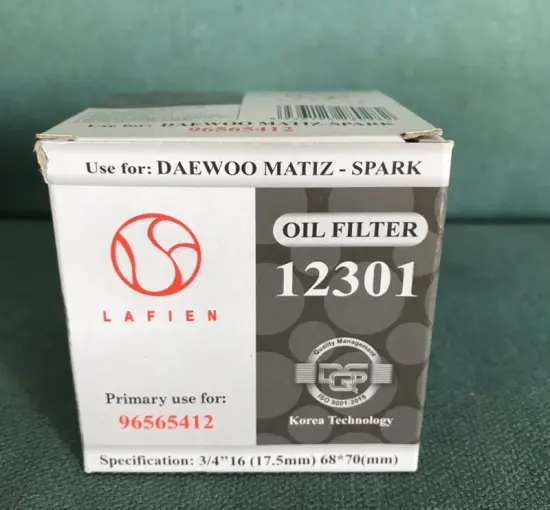 Use for: DAEWOO MATIZ-SPARK
96565412
Use for: DAEWOO MATIZ - SPARK
OIL FILTER
12301
LAFIEN
Quality Management
DQS
ISO 9001:2015
Primary use for:
96565412
Korea Technology
Specification: 3/4”16 (17.5mm) 68*70(mm)